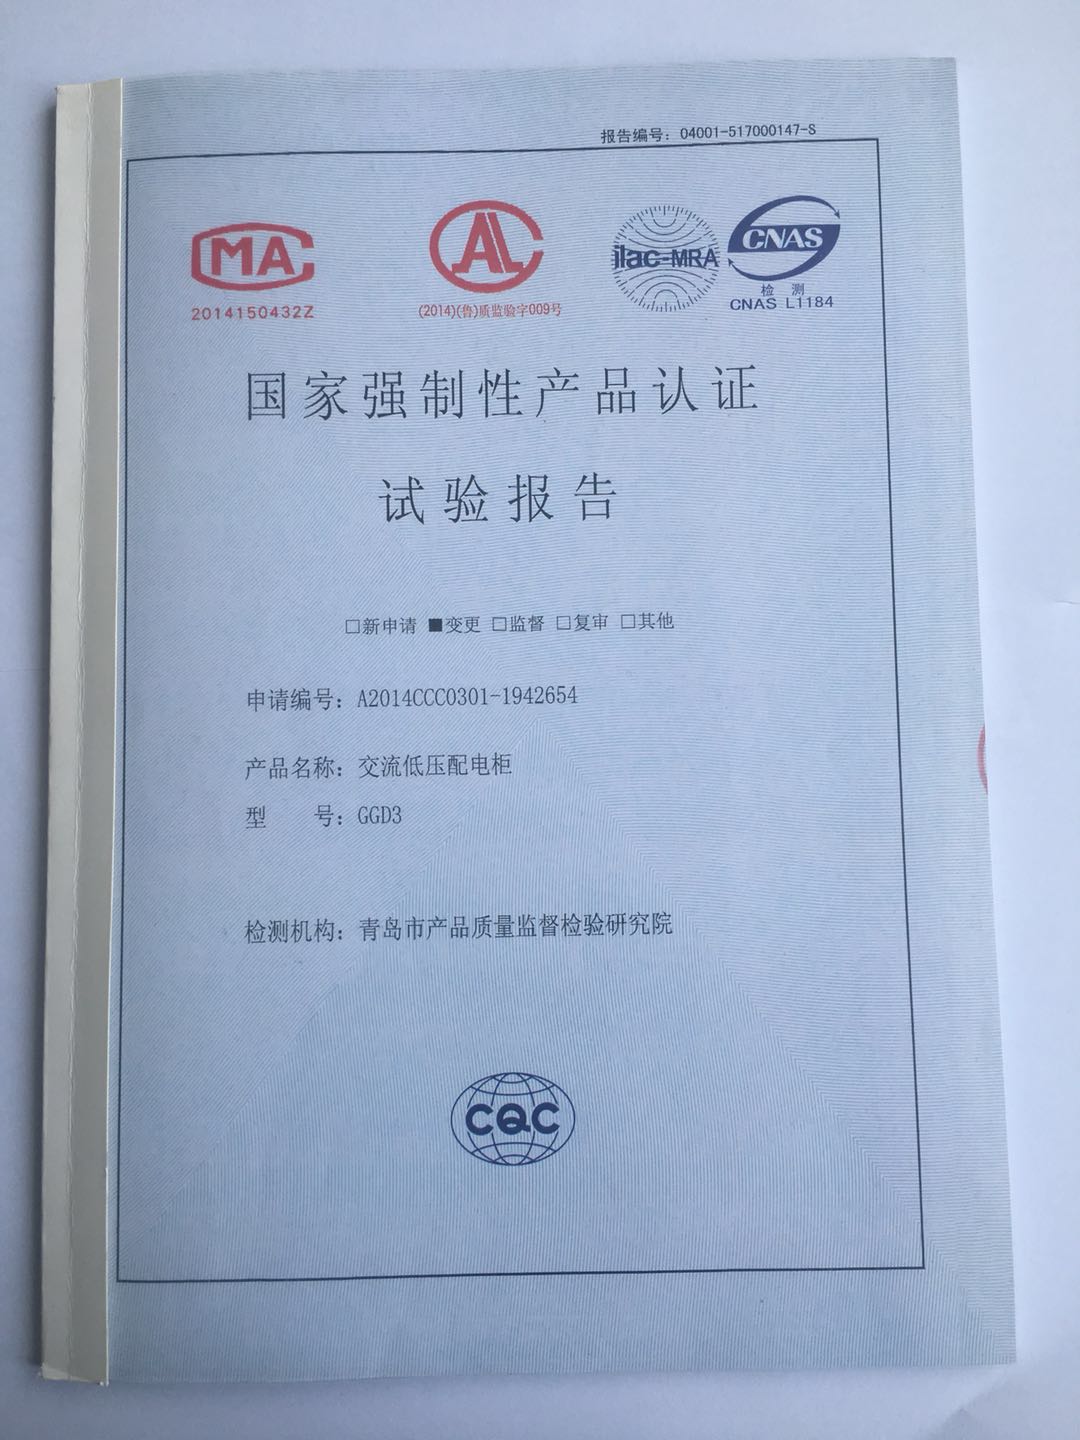 报告编号：04001-517000147-S
MA
2014150432Z
AL
(2014)(鲁)质监验字009号
ilac-MRA
CNAS
检 测
CNAS L1184
国家强制性产品认证
试验报告
□新申请 ■变更 □监督 □复审 □其他
申请编号：A2014CCC0301-1942654
产品名称：交流低压配电柜
型 号：GGD3
检测机构：青岛市产品质量监督检验研究院
CQC